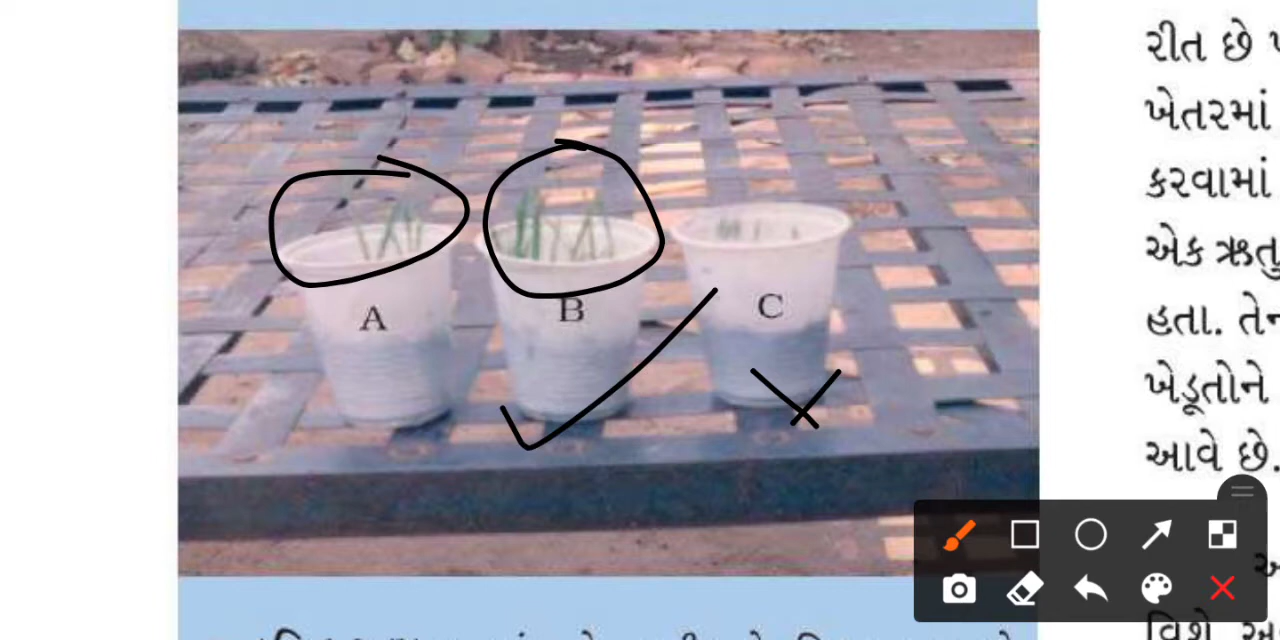 A
B
C
રીત છે
ખેતરમાં
કરવામાં
એક ઋતુ
હતા. તેન
ખેડૂતોને
આવે છે.
વિશે